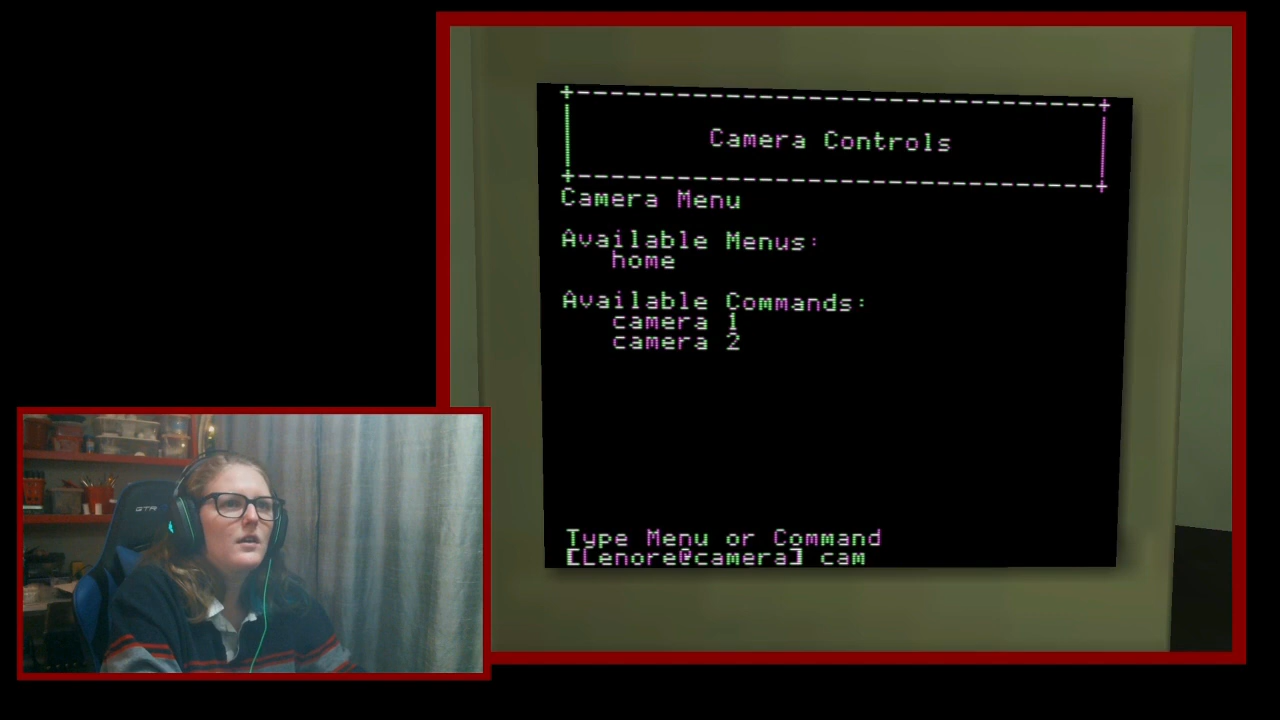 Camera Controls
Camera Menu
Available Menus:
home
Available Commands:
camera 1
camera 2
Type Menu or Command
[Lenore@camera] cam
GTR